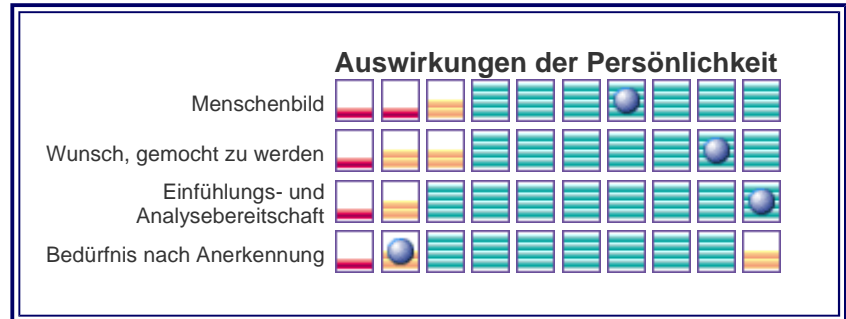 Auswirkungen der Persönlichkeit
Menschenbild
Wunsch, gemocht zu werden
Einfühlungs- und
Analysebereitschaft
Bedürfnis nach Anerkennung